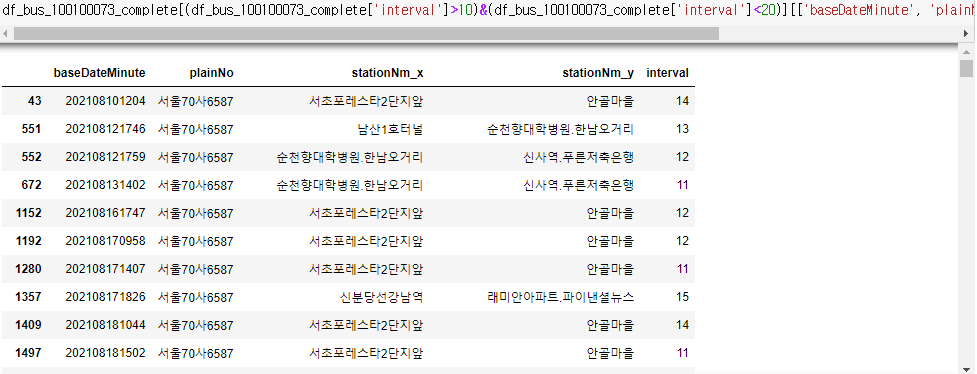 df_bus_100100073_complete[(df_bus_100100073_complete['interval']>10)&(df_bus_100100073_complete['interval']<20)][['baseDateMinute', 'plainN
baseDateMinute plainNo stationNm_x stationNm_y interval
43 202108101204 서울70사6587 서초포레스타2단지앞 안골마을 14
551 202108121746 서울70사6587 남산1호터널 순천향대학병원.한남오거리 13
552 202108121759 서울70사6587 순천향대학병원.한남오거리 신사역.푸른저축은행 12
672 202108131402 서울70사6587 순천향대학병원.한남오거리 신사역.푸른저축은행 11
1152 202108161747 서울70사6587 서초포레스타2단지앞 안골마을 12
1192 202108170958 서울70사6587 서초포레스타2단지앞 안골마을 12
1280 202108171407 서울70사6587 서초포레스타2단지앞 안골마을 11
1357 202108171826 서울70사6587 신분당선강남역 래미안아파트.파이낸셜뉴스 15
1409 202108181044 서울70사6587 서초포레스타2단지앞 안골마을 14
1497 202108181502 서울70사6587 서초포레스타2단지앞 안골마을 11